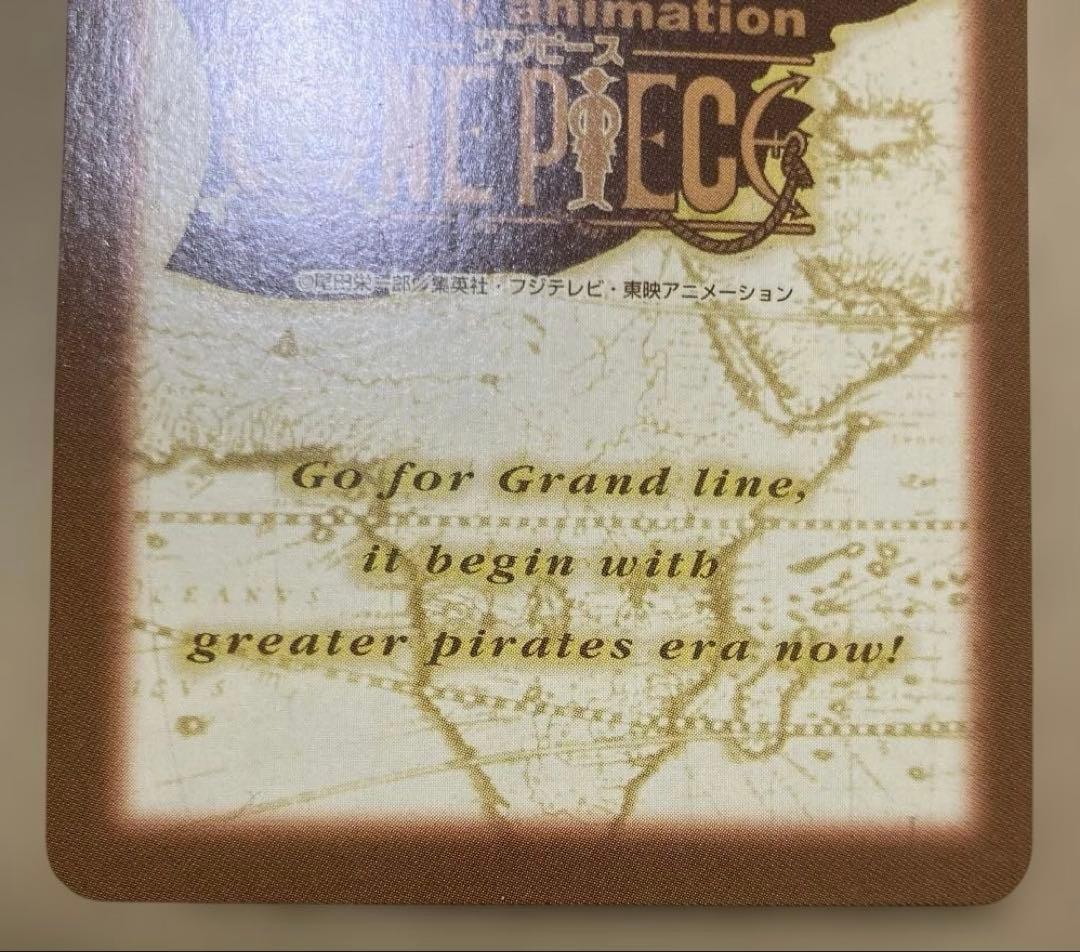 animation
ワンピース
ONE PIECE
©尾田栄一郎/集英社・フジテレビ・東映アニメーション
Go for Grand line,
it begin with
greater pirates era now!